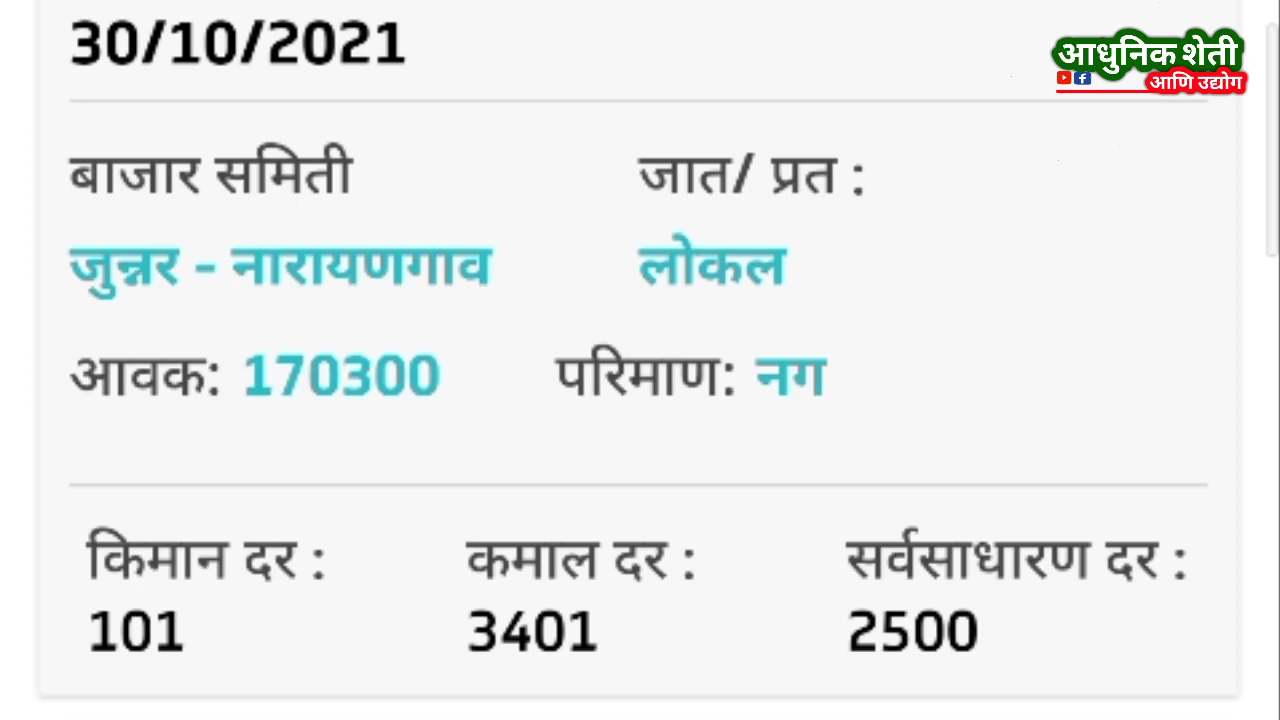 30/10/2021
आधुनिक शेती
आणि उद्योग
बाजार समिती जात/ प्रत :
जुन्नर - नारायणगाव लोकल
आवक: 170300 परिमाण: नग
किमान दर : कमाल दर : सर्वसाधारण दर :
101 3401 2500